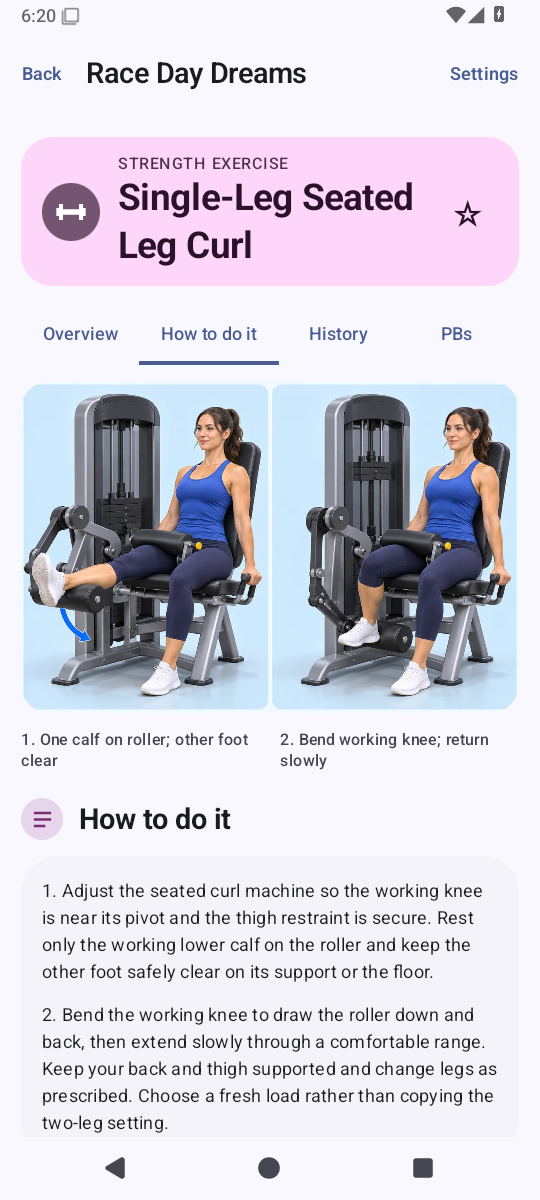 6:20
Back
Race Day Dreams
Settings
STRENGTH EXERCISE
Single-Leg Seated
Leg Curl
Overview
How to do it
History
PBs
1. One calf on roller; other foot
clear
2. Bend working knee; return
slowly
How to do it
1. Adjust the seated curl machine so the working knee
is near its pivot and the thigh restraint is secure. Rest
only the working lower calf on the roller and keep the
other foot safely clear on its support or the floor.
2. Bend the working knee to draw the roller down and
back, then extend slowly through a comfortable range.
Keep your back and thigh supported and change legs as
prescribed. Choose a fresh load rather than copying the
two-leg setting.